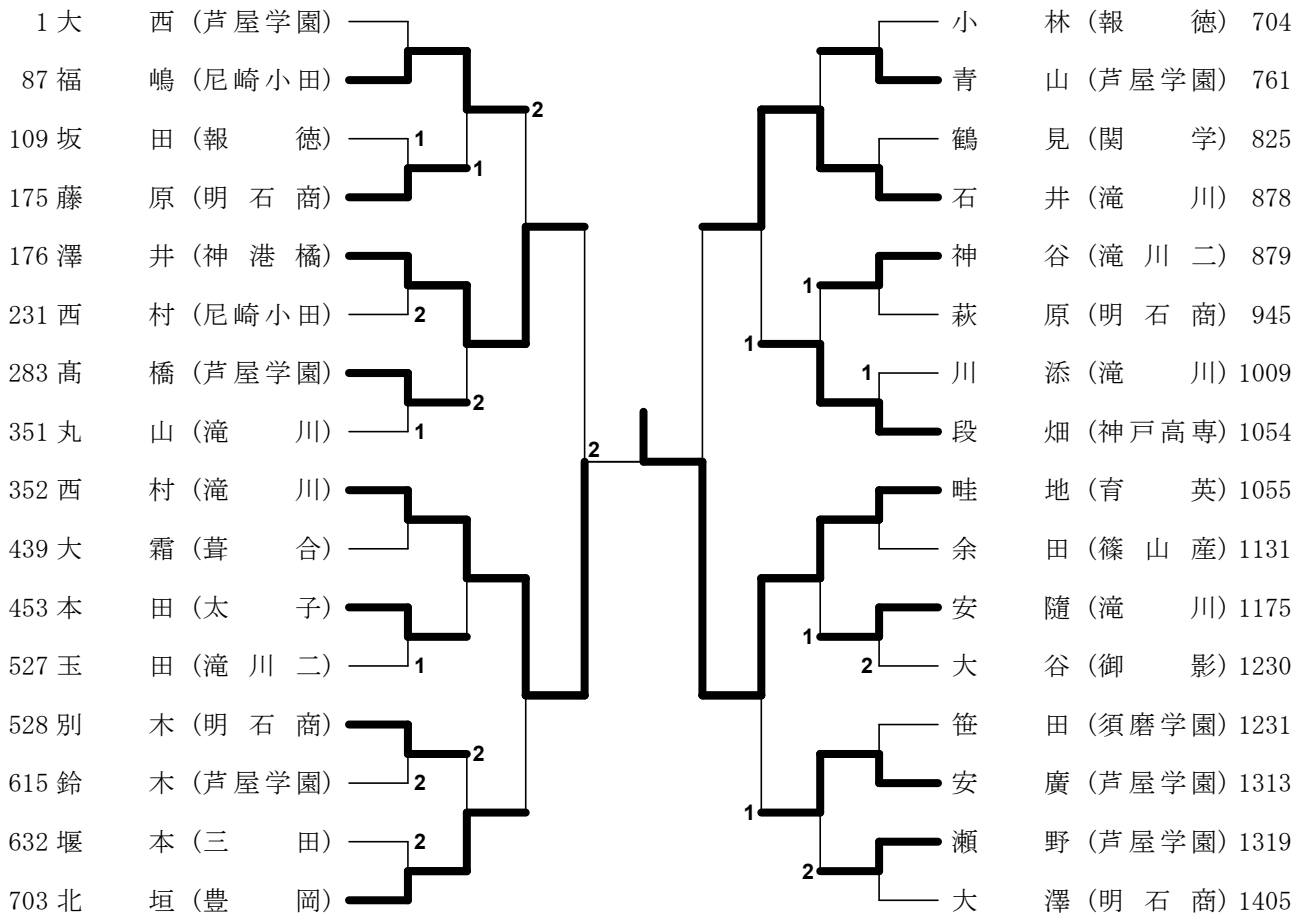 1 大 西 (芦屋学園)
87 福 嶋 (尼崎小田)
2
109 坂 田 (報 徳) 1
175 藤 原 (明 石 商) 1
176 澤 井 (神 港 橘)
231 西 村 (尼崎小田) 2
283 髙 橋 (芦屋学園)
2
351 丸 山 (滝 川) 1
2
352 西 村 (滝 川)
439 大 霜 (葺 合)
453 本 田 (太 子)
527 玉 田 (滝 川 二) 1
528 別 木 (明 石 商)
2
615 鈴 木 (芦屋学園) 2
632 堰 本 (三 田) 2
703 北 垣 (豊 岡)
小 林 (報 徳) 704
青 山 (芦屋学園) 761
鶴 見 (関 学) 825
石 井 (滝 川) 878
神 谷 (滝 川 二) 879
1
萩 原 (明 石 商) 945
1
1 川 添 (滝 川) 1009
段 畑 (神戸高専) 1054
畦 地 (育 英) 1055
余 田 (篠 山 産) 1131
安 隨 (滝 川) 1175
1
2 大 谷 (御 影) 1230
笹 田 (須磨学園) 1231
安 廣 (芦屋学園) 1313
1
瀬 野 (芦屋学園) 1319
2
大 澤 (明 石 商) 1405